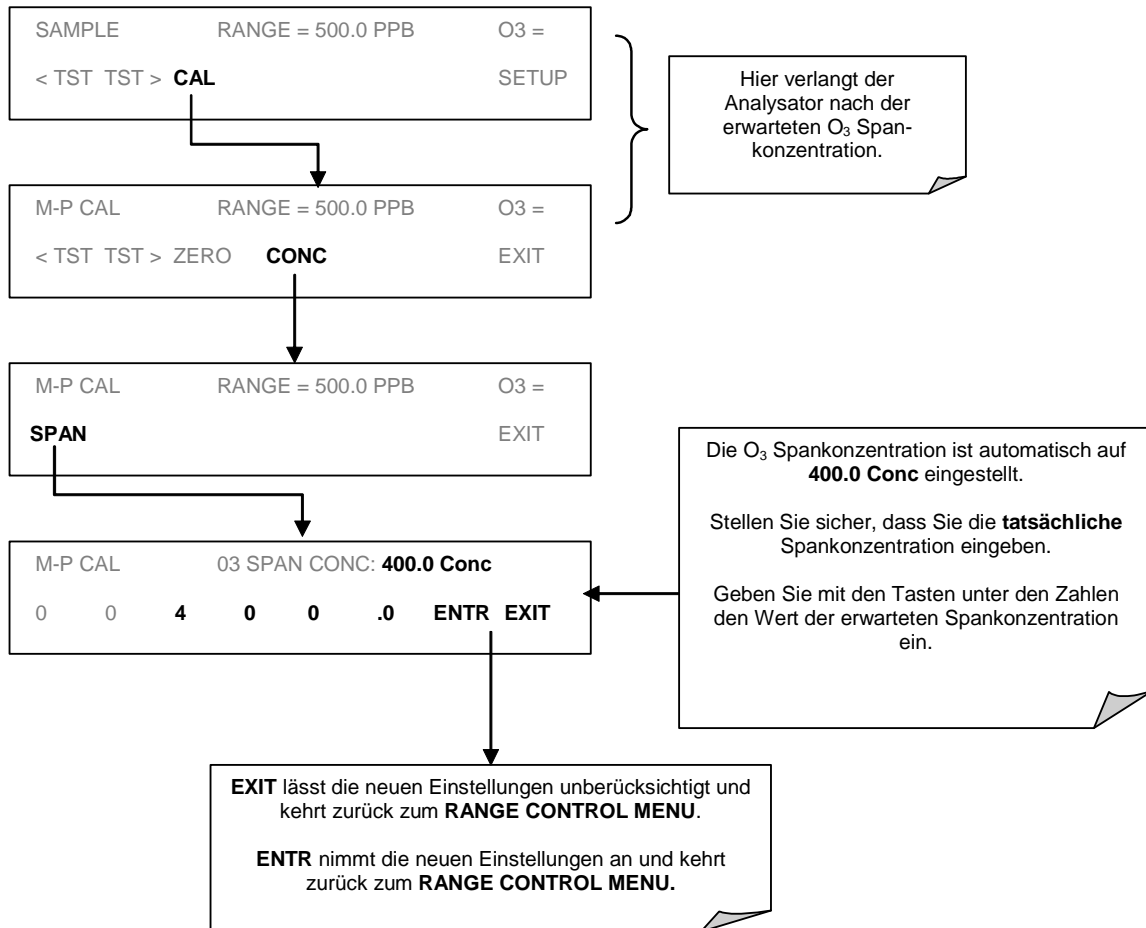 SAMPLE RANGE = 500.0 PPB O3 =
< TST TST > CAL SETUP
Hier verlangt der
Analysator nach der
erwarteten O₃ Span-
konzentration.
M-P CAL RANGE = 500.0 PPB O3 =
< TST TST > ZERO CONC EXIT
M-P CAL RANGE = 500.0 PPB O3 =
SPAN EXIT
Die O₃ Spankonzentration ist automatisch auf
400.0 Conc eingestellt.
Stellen Sie sicher, dass Sie die tatsächliche
Spankonzentration eingeben.
Geben Sie mit den Tasten unter den Zahlen
den Wert der erwarteten Spankonzentration
ein.
M-P CAL 03 SPAN CONC: 400.0 Conc
0 0 4 0 0 .0 ENTR EXIT
EXIT lässt die neuen Einstellungen unberücksichtigt und
kehrt zurück zum RANGE CONTROL MENU.
ENTR nimmt die neuen Einstellungen an und kehrt
zurück zum RANGE CONTROL MENU.